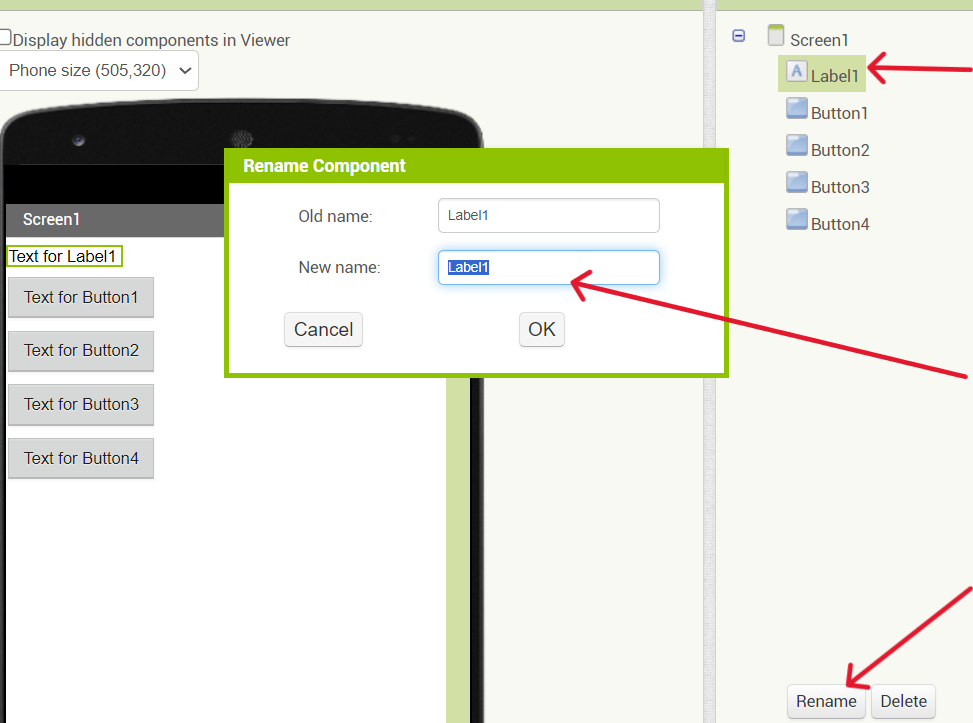 Display hidden components in Viewer
Phone size (505,320)
Screen1
Text for Label1
Text for Button1
Text for Button2
Text for Button3
Text for Button4
Rename Component
Old name:
Label1
New name:
Label1
Cancel
OK
Screen1
A
Label1
Button1
Button2
Button3
Button4
Rename
Delete